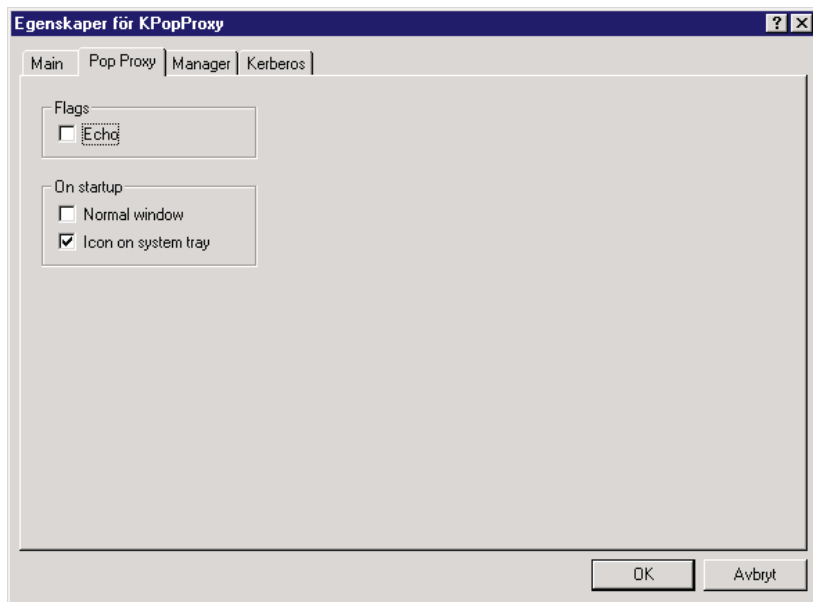 Egenskaper för KPopProxy
Main Pop Proxy Manager Kerberos
Flags
Echo
On startup
Normal window
Icon on system tray
OK Avbryt